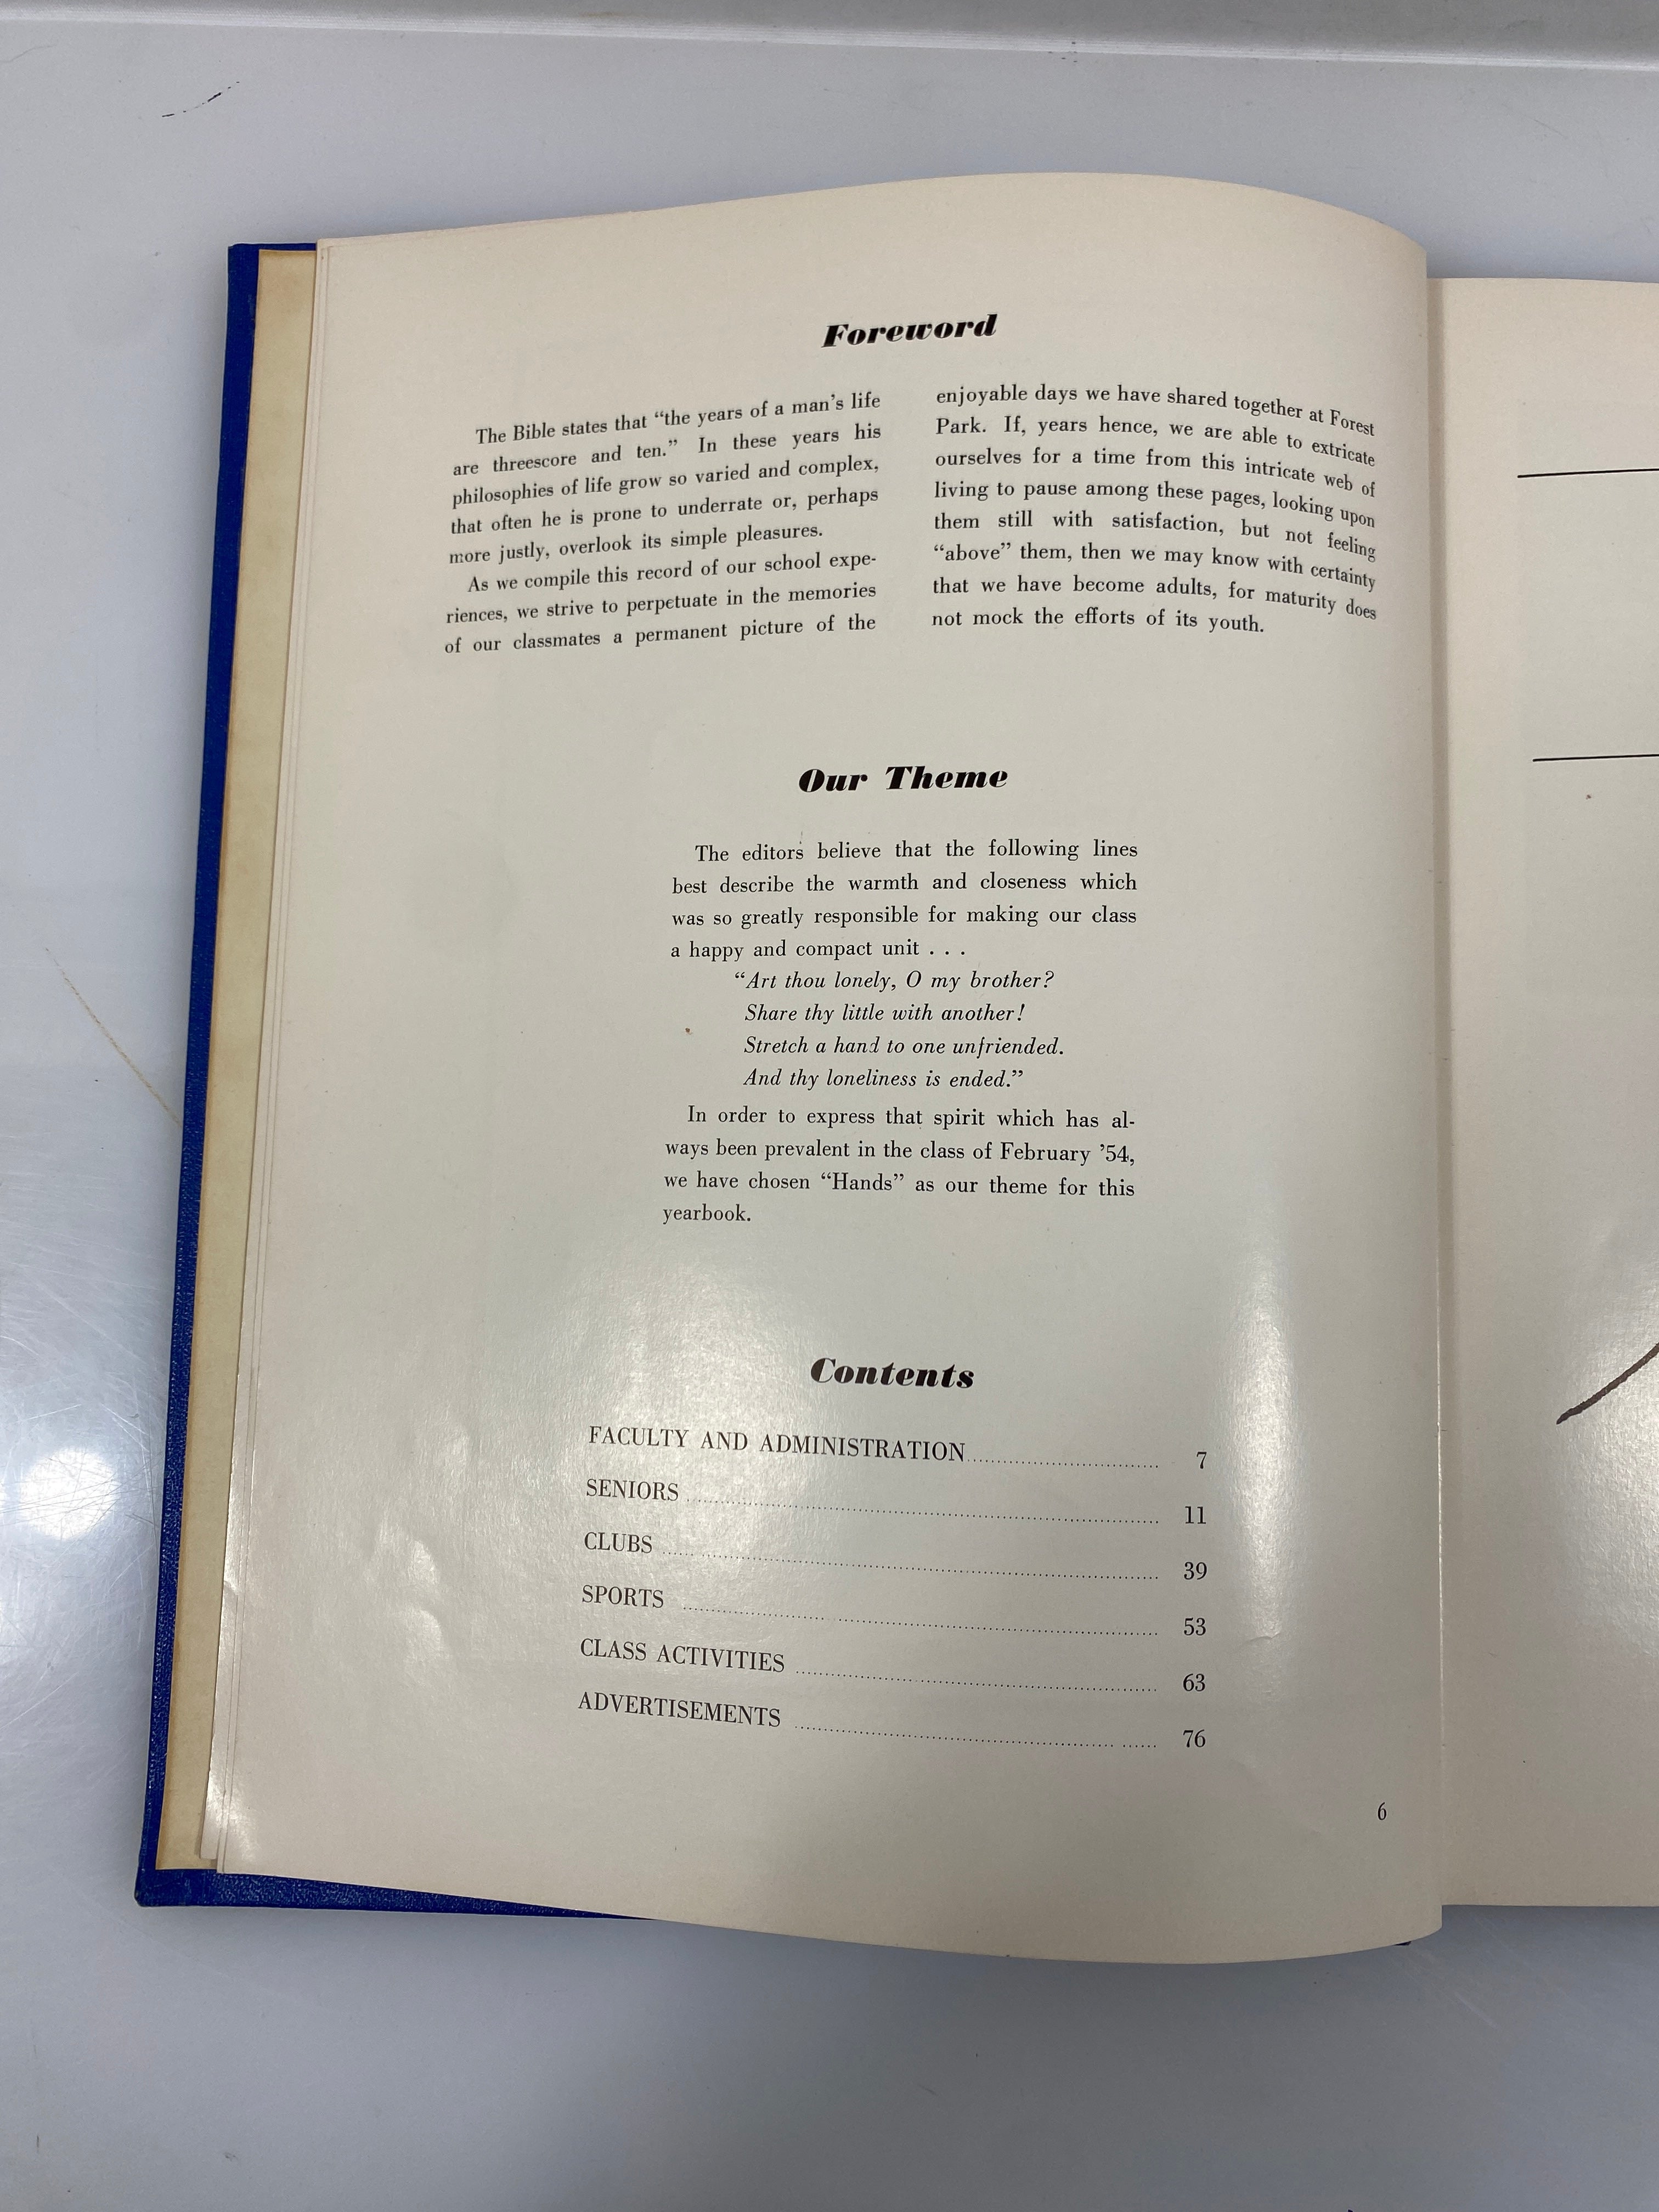 Foreword
The Bible states that “the years of a man’s life
are threescore and ten.” In these years his
philosophies of life grow so varied and complex,
that often he is prone to underrate or, perhaps
more justly, overlook its simple pleasures.
As we compile this record of our school expe-
riences, we strive to perpetuate in the memories
of our classmates a permanent picture of the
enjoyable days we have shared together at Forest
Park. If, years hence, we are able to extricate
ourselves for a time from this intricate web of
living to pause among these pages, looking upon
them still with satisfaction, but not feeling
“above” them, then we may know with certainty
that we have become adults, for maturity does
not mock the efforts of its youth.
Our Theme
The editors believe that the following lines
best describe the warmth and closeness which
was so greatly responsible for making our class
a happy and compact unit . . .
“Art thou lonely, O my brother?
Share thy little with another!
Stretch a hand to one unfriended.
And thy loneliness is ended.”
In order to express that spirit which has al-
ways been prevalent in the class of February ’54,
we have chosen “Hands” as our theme for this
yearbook.
Contents
FACULTY AND ADMINISTRATION 7
SENIORS 11
CLUBS 39
SPORTS 53
CLASS ACTIVITIES 63
ADVERTISEMENTS 76
6